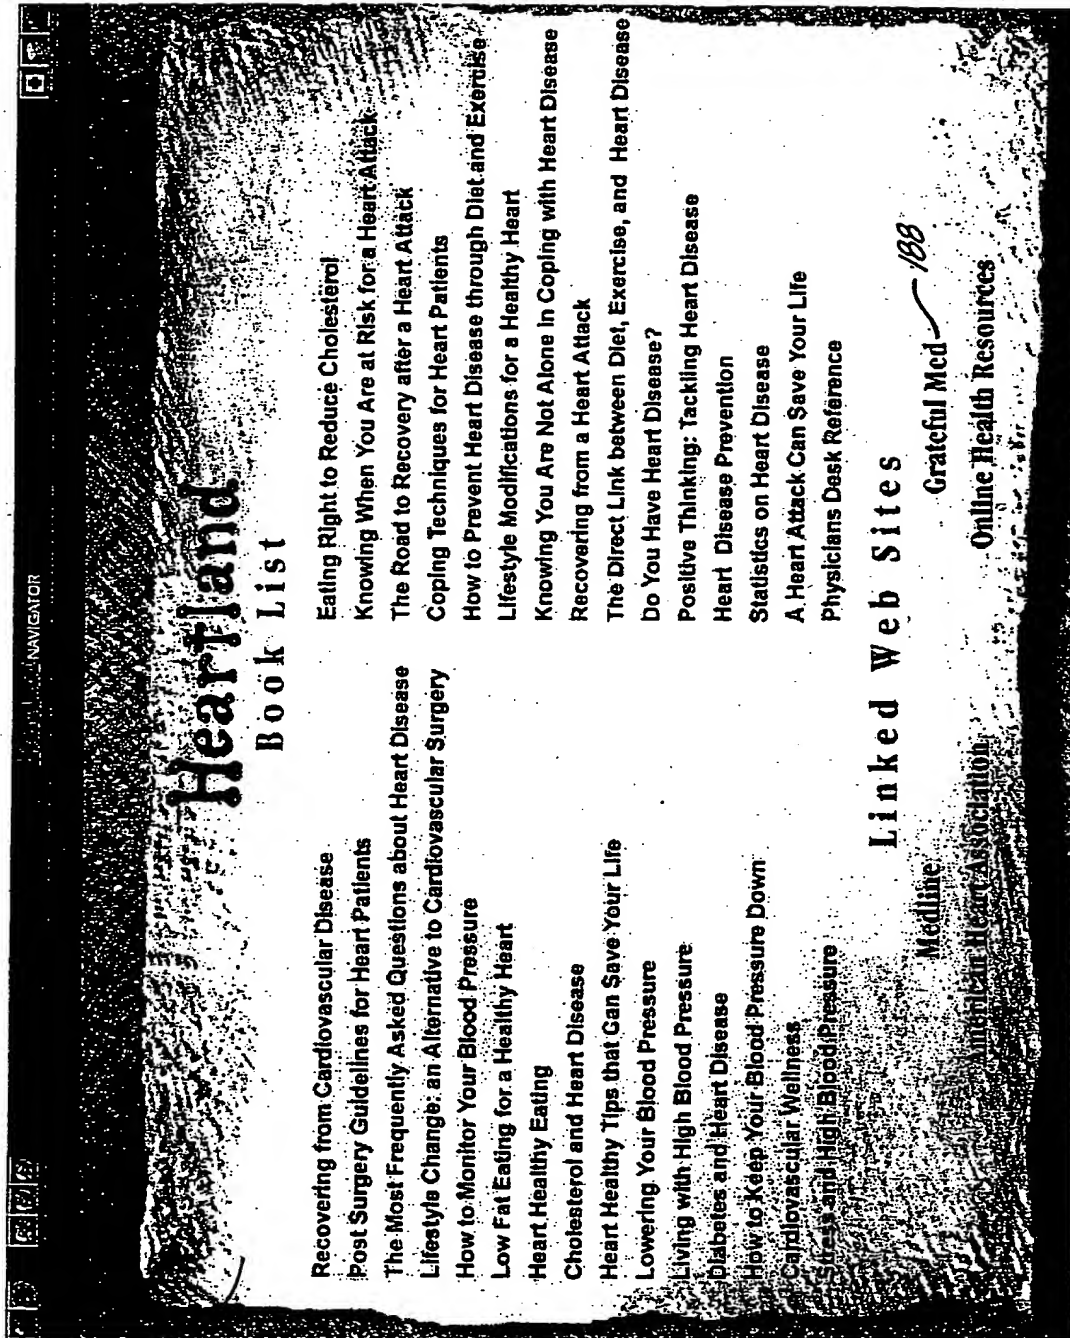 NAVIGATOR
Heartland
Book List
Recovering from Cardiovascular Disease
Post Surgery Guidelines for Heart Patients
The Most Frequently Asked Questions about Heart Disease
Lifestyle Change: an Alternative to Cardiovascular Surgery
How to Monitor Your Blood Pressure
Low Fat Eating for a Healthy Heart
Heart Healthy Eating
Cholesterol and Heart Disease
Heart Healthy Tips that Can Save Your Life
Lowering Your Blood Pressure
Living with High Blood Pressure
Diabetes and Heart Disease
How to Keep Your Blood Pressure Down
Cardiovascular Wellness
Stress and High Blood Pressure
Eating Right to Reduce Cholesterol
Knowing When You Are at Risk for a Heart Attack
The Road to Recovery after a Heart Attack
Coping Techniques for Heart Patients
How to Prevent Heart Disease through Diet and Exercise
Lifestyle Modifications for a Healthy Heart
Knowing You Are Not Alone in Coping with Heart Disease
Recovering from a Heart Attack
The Direct Link between Diet, Exercise, and Heart Disease
Do You Have Heart Disease?
Positive Thinking: Tackling Heart Disease
Heart Disease Prevention
Statistics on Heart Disease
A Heart Attack Can Save Your Life
Physicians Desk Reference
Linked Web Sites
Medline
Grateful Med
188
American Heart Association
Online Health Resources